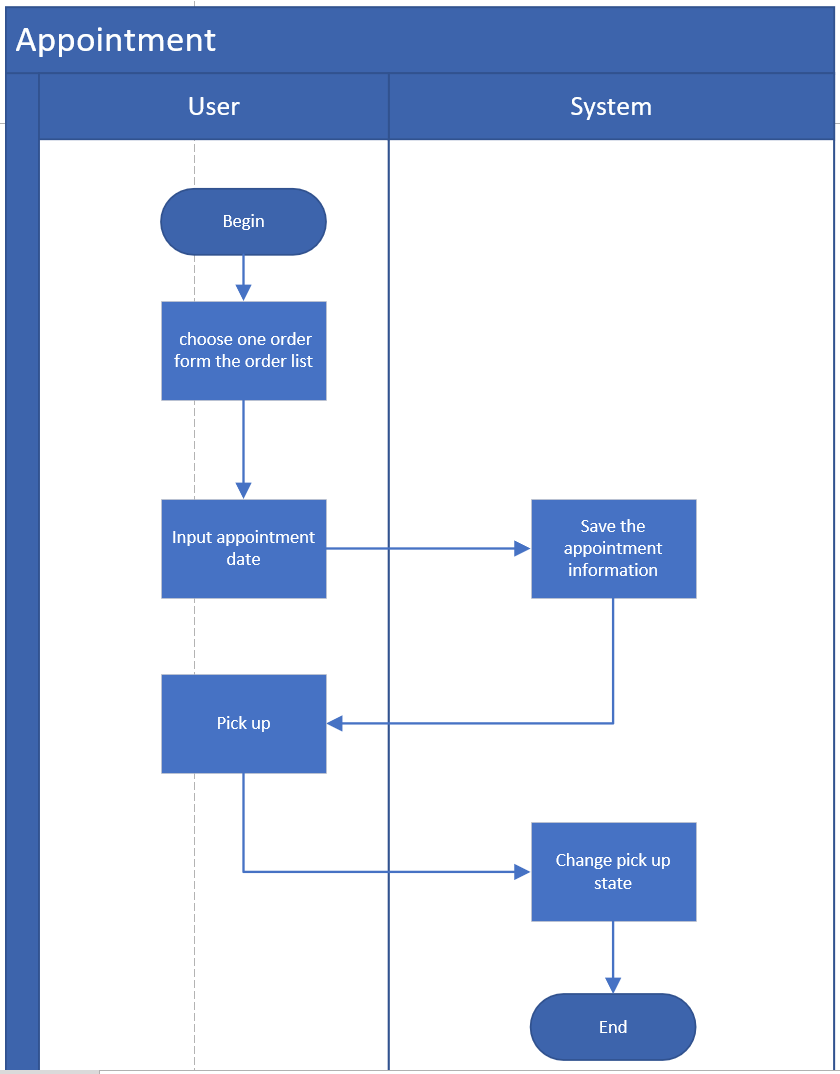 Appointment
User
System
Begin
choose one order
form the order list
Input appointment
date
Save the
appointment
information
Pick up
Change pick up
state
End